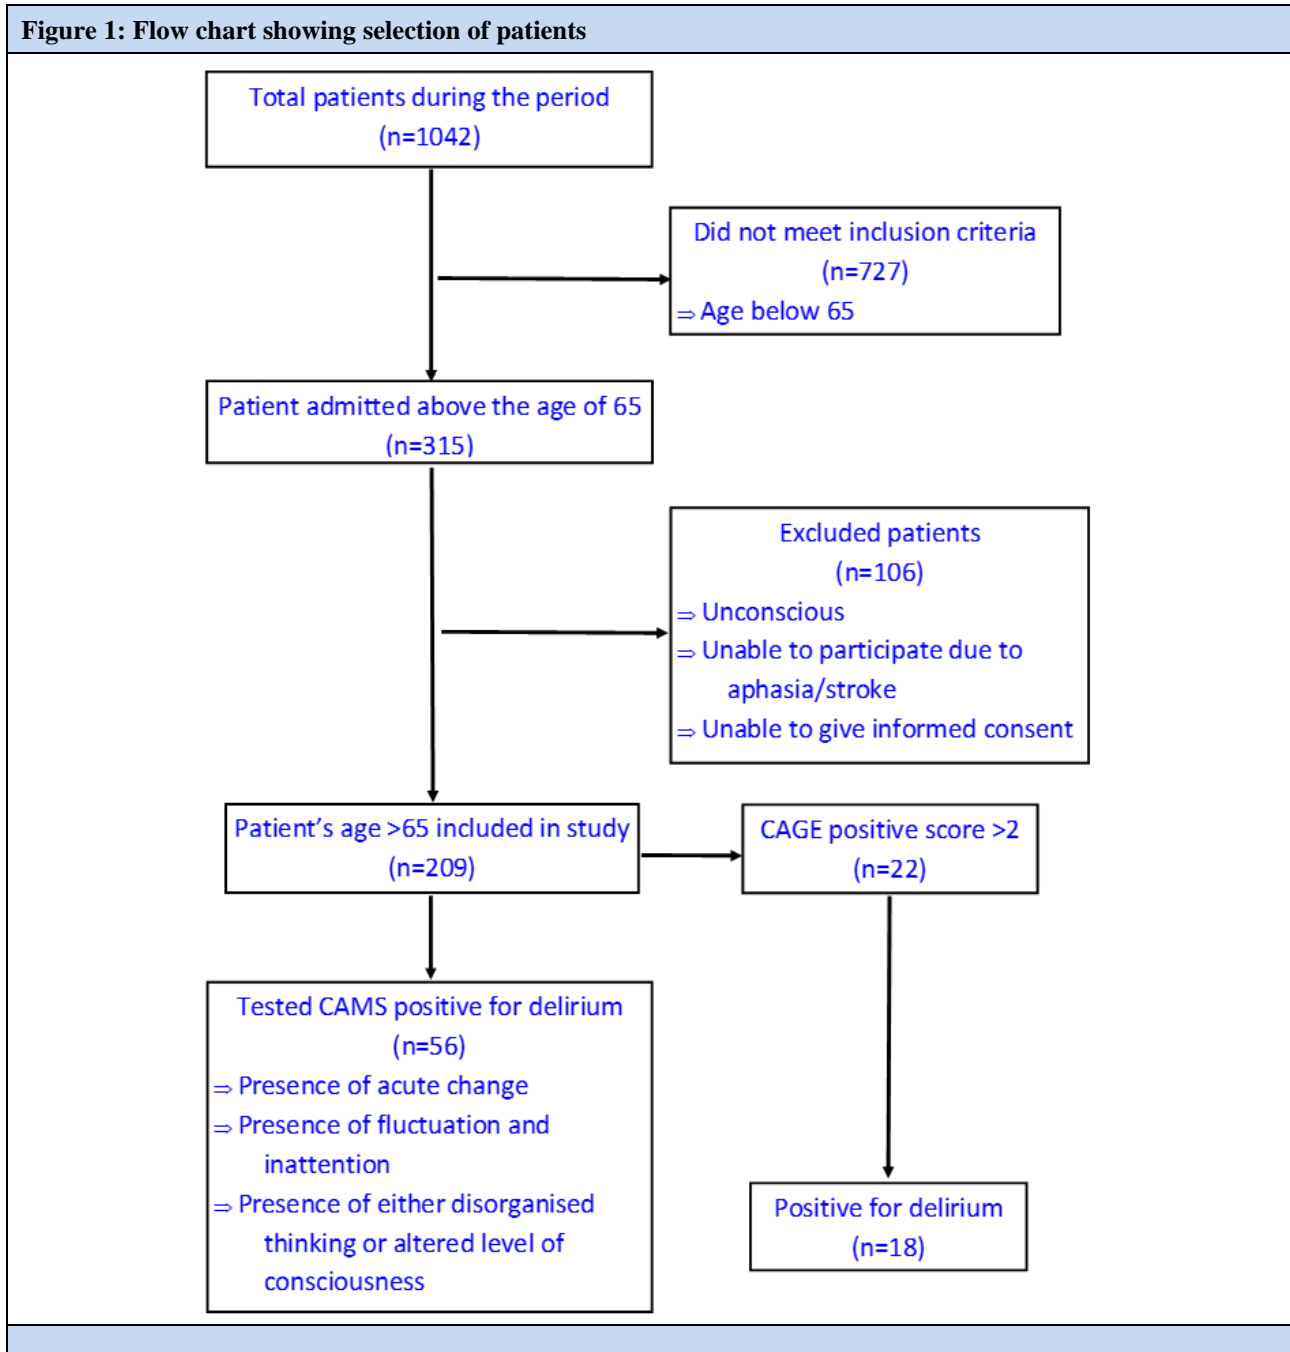 Figure 1: Flow chart showing selection of patients
Total patients during the period
(n=1042)
Did not meet inclusion criteria
(n=727)
⇒ Age below 65
Patient admitted above the age of 65
(n=315)
Excluded patients
(n=106)
⇒ Unconscious
⇒ Unable to participate due to
aphasia/stroke
⇒ Unable to give informed consent
Patient’s age >65 included in study
(n=209)
CAGE positive score >2
(n=22)
Tested CAMS positive for delirium
(n=56)
⇒ Presence of acute change
⇒ Presence of fluctuation and
inattention
⇒ Presence of either disorganised
thinking or altered level of
consciousness
Positive for delirium
(n=18)